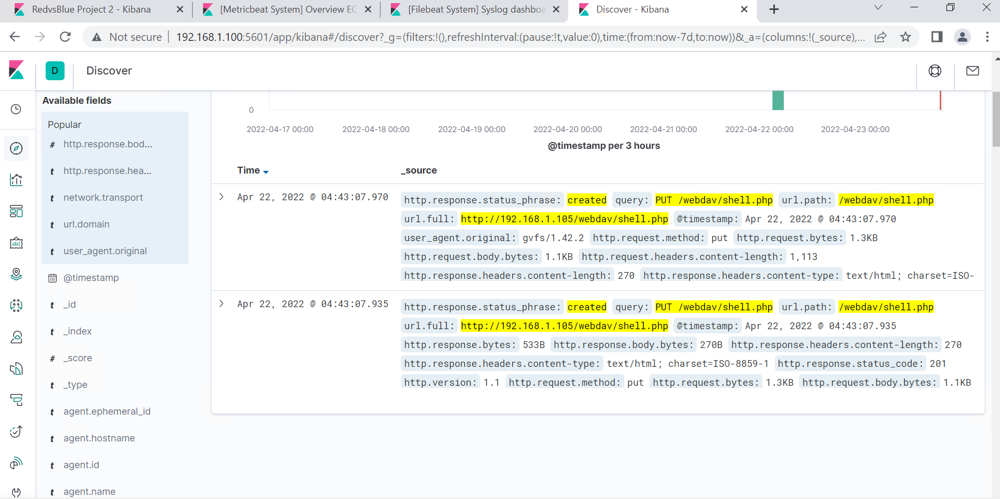 RedvsBlue Project 2 - Kibana
[Metricbeat System] Overview EC
[Filebeat System] Syslog dashboa
Discover - Kibana
Not secure
192.168.1.100:5601/app/kibana#/discover?_g=(filters:!(),refreshInterval:(pause:!t,value:0),time:(from:now-7d,to:now))&_a=(columns:!(_source),...
D
Discover
Available fields
Popular
# http.response.bod...
t http.response.hea...
t network.transport
t url.domain
t user_agent.original
@timestamp
t _id
t _index
# _score
t _type
t agent.ephemeral_id
t agent.hostname
t agent.id
t agent.name
0
2022-04-17 00:00 2022-04-18 00:00 2022-04-19 00:00 2022-04-20 00:00 2022-04-21 00:00 2022-04-22 00:00 2022-04-23 00:00
@timestamp per 3 hours
Time _source
Apr 22, 2022 @ 04:43:07.970
http.response.status_phrase: created query: PUT /webdav/shell.php url.path: /webdav/shell.php
url.full: http://192.168.1.105/webdav/shell.php @timestamp: Apr 22, 2022 @ 04:43:07.970
user_agent.original: gvfs/1.42.2 http.request.method: put http.request.bytes: 1.3KB
http.request.body.bytes: 1.1KB http.request.headers.content-length: 1,113
http.response.headers.content-length: 270 http.response.headers.content-type: text/html; charset=ISO-
Apr 22, 2022 @ 04:43:07.935
http.response.status_phrase: created query: PUT /webdav/shell.php url.path: /webdav/shell.php
url.full: http://192.168.1.105/webdav/shell.php @timestamp: Apr 22, 2022 @ 04:43:07.935
http.response.bytes: 533B http.response.body.bytes: 270B http.response.headers.content-length: 270
http.response.headers.content-type: text/html; charset=ISO-8859-1 http.response.status_code: 201
http.version: 1.1 http.request.method: put http.request.bytes: 1.3KB http.request.body.bytes: 1.1KB